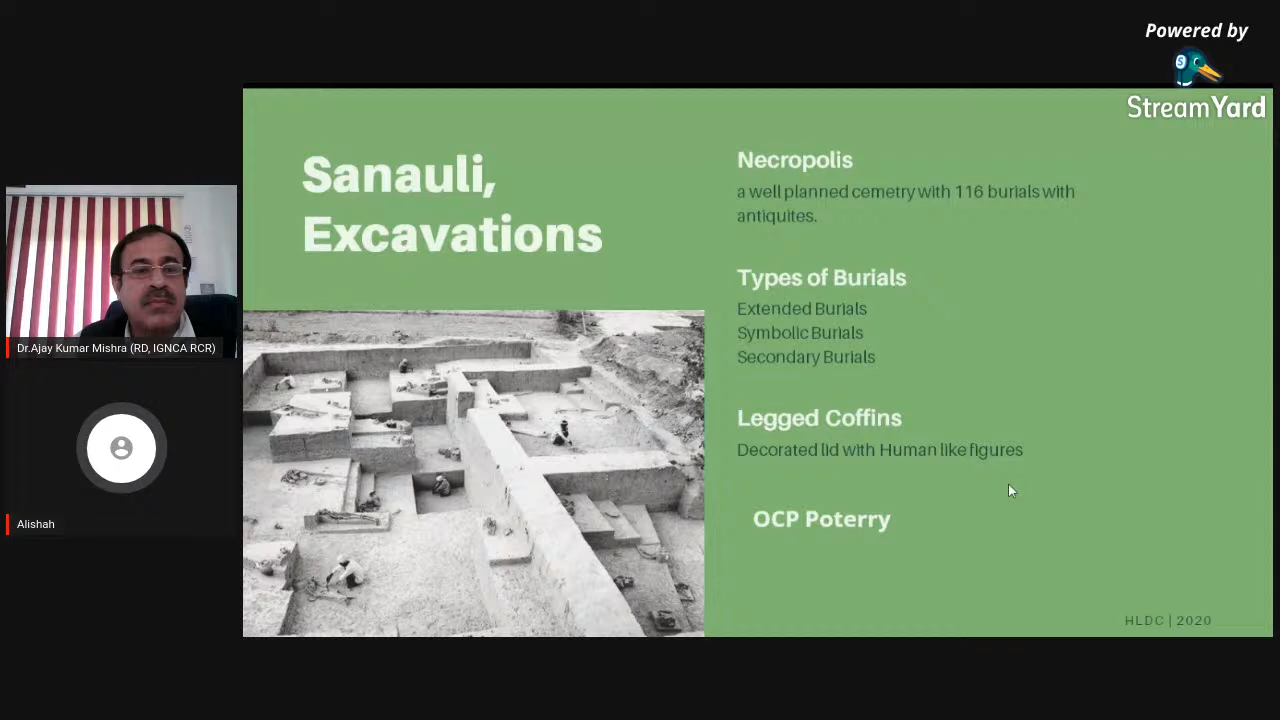 Powered by
StreamYard
Sanauli,
Excavations
Necropolis
a well planned cemetry with 116 burials with
antiquites.
Types of Burials
Extended Burials
Symbolic Burials
Secondary Burials
Legged Coffins
Decorated lid with Human like figures
OCP Poterry
HLDC | 2020
Dr.Ajay Kumar Mishra (RD, IGNCA RCR)
Alishah